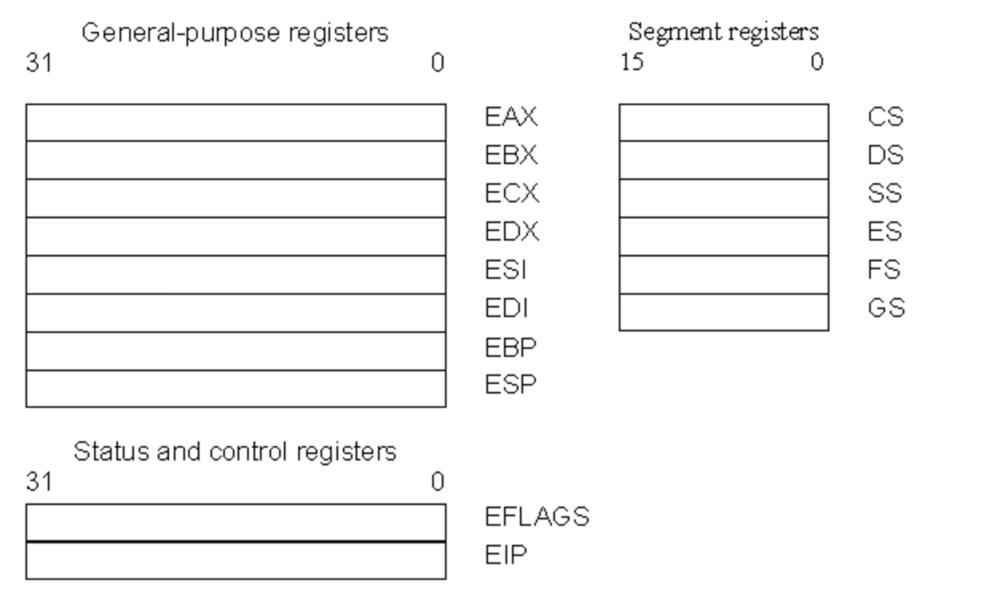 General-purpose registers
31 0
EAX
EBX
ECX
EDX
ESI
EDI
EBP
ESP
Segment registers
15 0
CS
DS
SS
ES
FS
GS
Status and control registers
31 0
EFLAGS
EIP